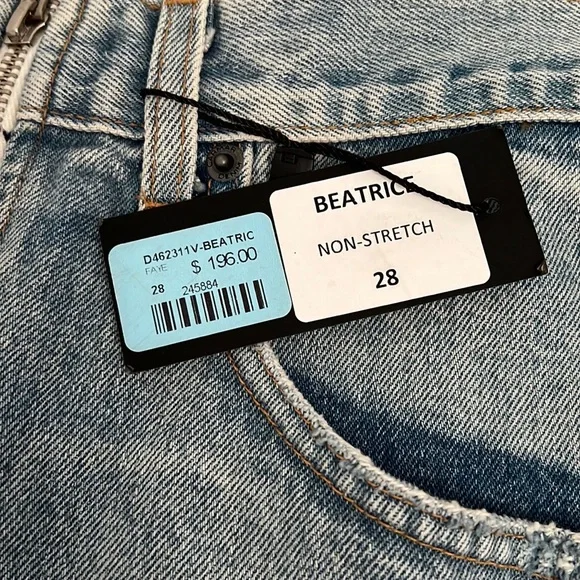 D462311V-BEATRIC
FAYE
$ 196.00
28 245884
BEATRICE
NON-STRETCH
28